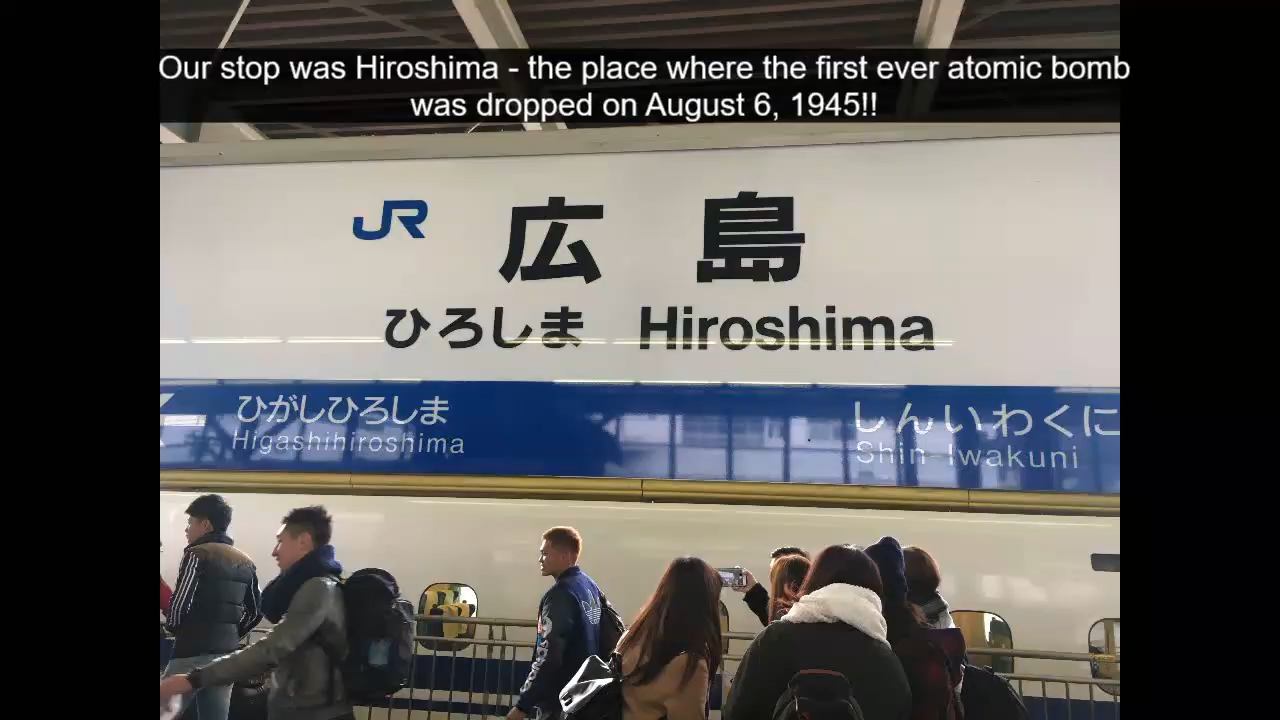 Our stop was Hiroshima - the place where the first ever atomic bomb
was dropped on August 6, 1945!!
JR 広島
ひろしま Hiroshima
ひがしひろしま
Higashihiroshima
しんいわくに
Shin-Iwakuni